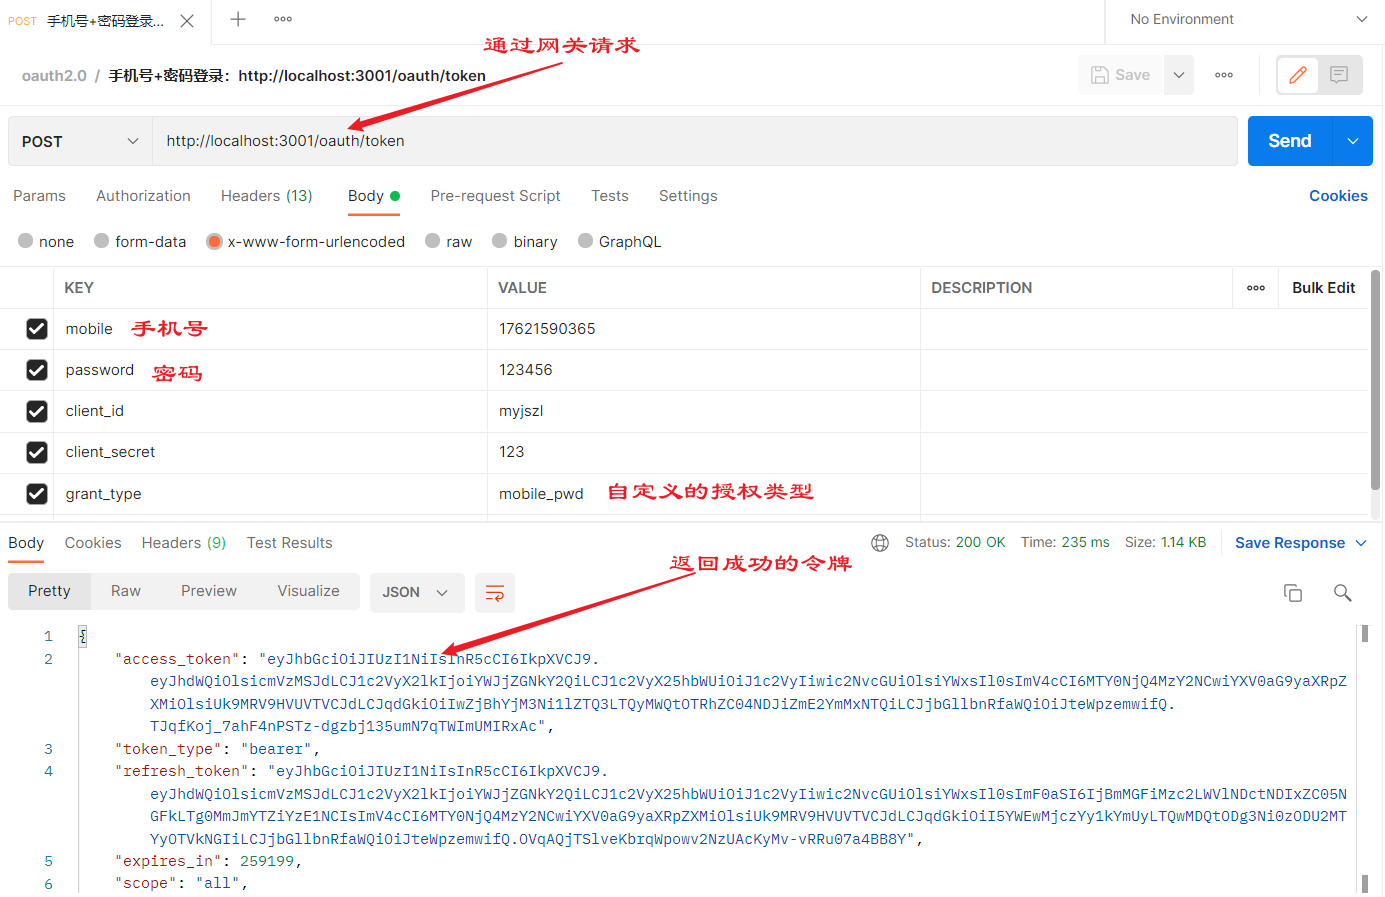 POST 手机号+密码登录...
No Environment
通过网关请求
oauth2.0 / 手机号+密码登录：http://localhost:3001/oauth/token
Save
POST http://localhost:3001/oauth/token
Send
Params Authorization Headers (13) Body Pre-request Script Tests Settings Cookies
none form-data x-www-form-urlencoded raw binary GraphQL
KEY VALUE DESCRIPTION Bulk Edit
mobile 手机号 17621590365
password 密码 123456
client_id myjszl
client_secret 123
grant_type mobile_pwd 自定义的授权类型
Body Cookies Headers (9) Test Results Status: 200 OK Time: 235 ms Size: 1.14 KB Save Response
返回成功的令牌
Pretty Raw Preview Visualize JSON
1 {
2 "access_token": "eyJhbGciOiJIUzI1NiIsInR5cCI6IkpXVCJ9.
eyJhdWQiOlsicmVzMSJdLCJ1c2VyX2lkIjoiYWJjZGNkY2QiLCJ1c2VyX25hbWUiOiJ1c2VyIiwic2NvcGUiOlsiYWxsIl0sImV4cCI6MTY0NjQ4MzY2NCwiYXV0aG9yaXRpZ
XMiOlsiUk9MRV9HVUVTVCJdLCJqdGkiOiIwZjBhYjM3Ni1lZTQ3LTQyMWQtOTRhZC04NDJiZmE2YmMxNTQiLCJjbGllbnRfaWQiOiJteWpzemwifQ.
TJqfKoj_7ahF4nPSTz-dgzbj135umN7qTWImUMIRxAc",
3 "token_type": "bearer",
4 "refresh_token": "eyJhbGciOiJIUzI1NiIsInR5cCI6IkpXVCJ9.
eyJhdWQiOlsicmVzMSJdLCJ1c2VyX2lkIjoiYWJjZGNkY2QiLCJ1c2VyX25hbWUiOiJ1c2VyIiwic2NvcGUiOlsiYWxsIl0sImF0aSI6IjBmMGFiMzc2LWVlNDctNDIxZC05N
GFkLTg0MmJmYTZiYzE1NCIsImV4cCI6MTY0NjQ4MzY2NCwiYXV0aG9yaXRpZXMiOlsiUk9MRV9HVUVTVCJdLCJqdGkiOiI5YWEwMjczYy1kYmUyLTQwMDQtODg3Ni0zODU2MT
YyOTVkNGIiLCJjbGllbnRfaWQiOiJteWpzemwifQ.OVqAQjTSlveKbrqWpowv2NzUAcKyMv-vRRu07a4BB8Y",
5 "expires_in": 259199,
6 "scope": "all",